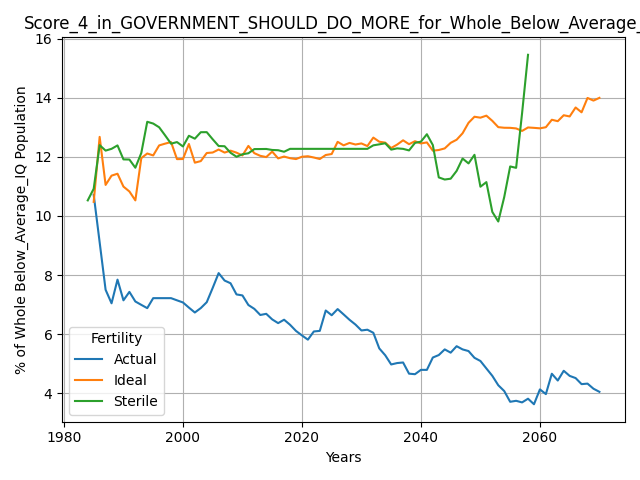 Score_4_in_GOVERNMENT_SHOULD_DO_MORE_for_Whole_Below_Average_
16
14
12
10
8
6
4
% of Whole Below_Average_IQ Population
Fertility
Actual
Ideal
Sterile
1980
2000
2020
2040
2060
Years